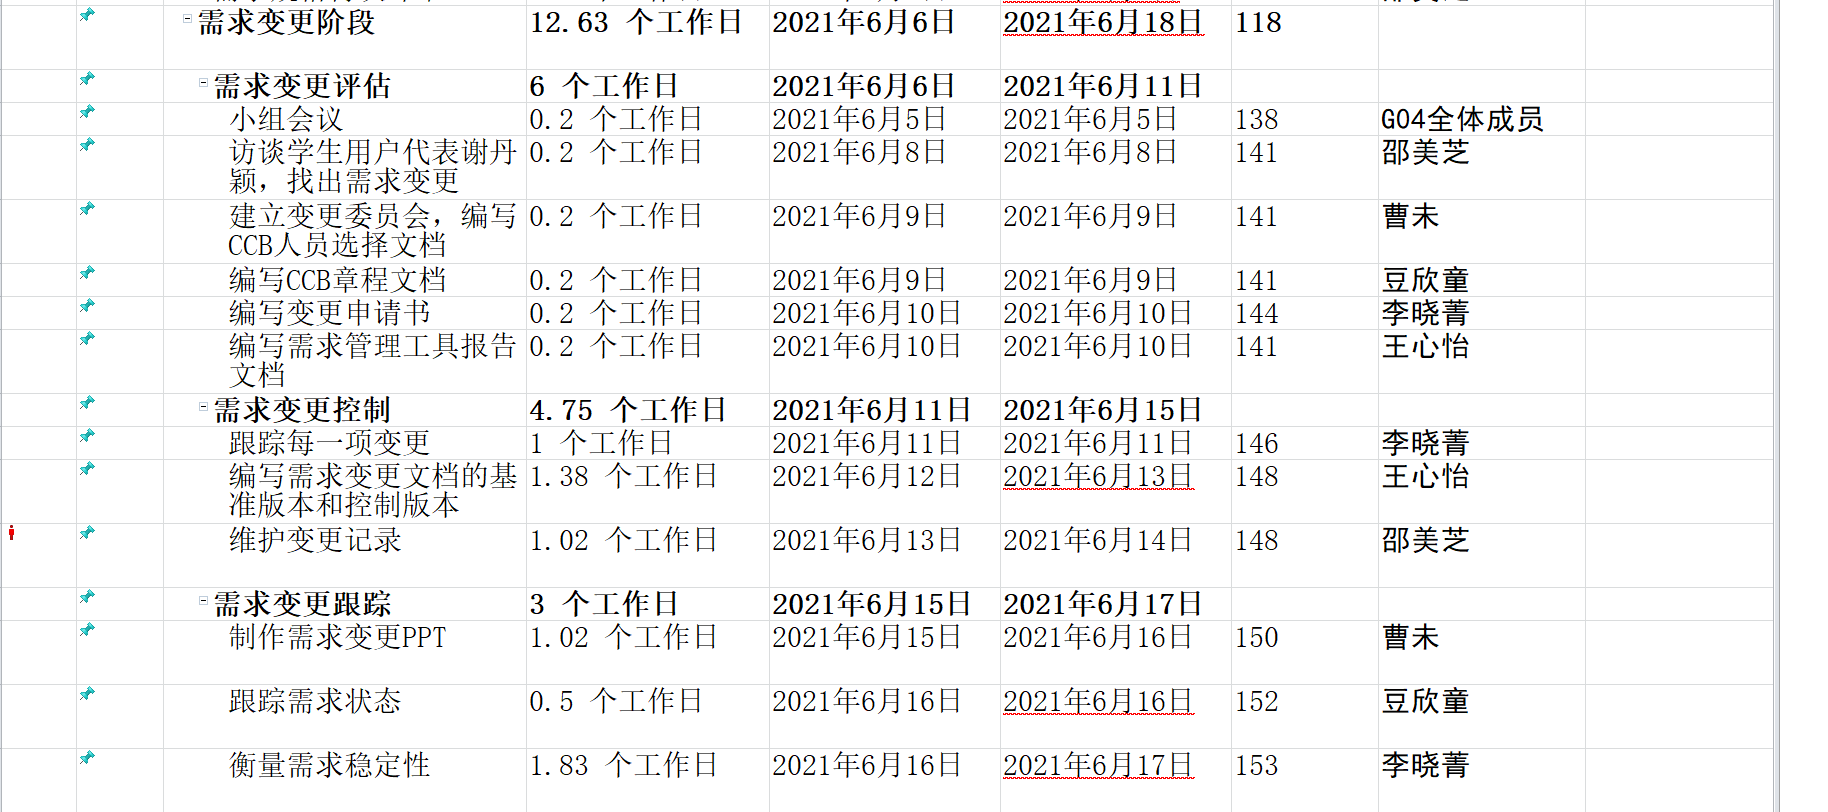 需求变更阶段 12.63 个工作日 2021年6月6日 2021年6月18日 118
需求变更评估 6 个工作日 2021年6月6日 2021年6月11日
小组会议 0.2 个工作日 2021年6月5日 2021年6月5日 138 G04全体成员
访谈学生用户代表谢丹 0.2 个工作日 2021年6月8日 2021年6月8日 141 邵美芝
颖，找出需求变更
建立变更委员会，编写 0.2 个工作日 2021年6月9日 2021年6月9日 141 曹未
CCB人员选择文档
编写CCB章程文档 0.2 个工作日 2021年6月9日 2021年6月9日 141 豆欣童
编写变更申请书 0.2 个工作日 2021年6月10日 2021年6月10日 144 李晓菁
编写需求管理工具报告 0.2 个工作日 2021年6月10日 2021年6月10日 141 王心怡
文档
需求变更控制 4.75 个工作日 2021年6月11日 2021年6月15日
跟踪每一项变更 1 个工作日 2021年6月11日 2021年6月11日 146 李晓菁
编写需求变更文档的基 1.38 个工作日 2021年6月12日 2021年6月13日 148 王心怡
准版本和控制版本
维护变更记录 1.02 个工作日 2021年6月13日 2021年6月14日 148 邵美芝
需求变更跟踪 3 个工作日 2021年6月15日 2021年6月17日
制作需求变更PPT 1.02 个工作日 2021年6月15日 2021年6月16日 150 曹未
跟踪需求状态 0.5 个工作日 2021年6月16日 2021年6月16日 152 豆欣童
衡量需求稳定性 1.83 个工作日 2021年6月16日 2021年6月17日 153 李晓菁